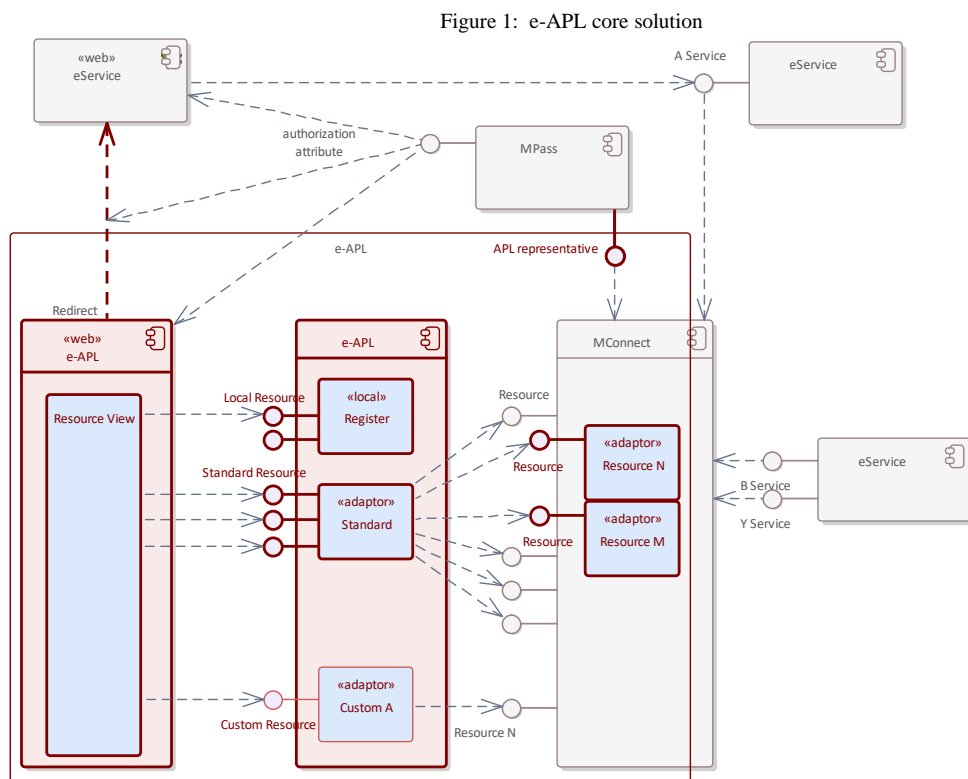 Figure 1: e-APL core solution
«web»
eService
A Service
eService
authorization
attribute
MPass
APL representative
e-APL
Redirect
«web»
e-APL
e-APL
MConnect
Resource View
Local Resource
«local»
Register
Resource
Standard Resource
«adaptor»
Standard
Resource
«adaptor»
Resource N
eService
B Service
Y Service
Resource
«adaptor»
Resource M
Custom Resource
«adaptor»
Custom A
Resource N